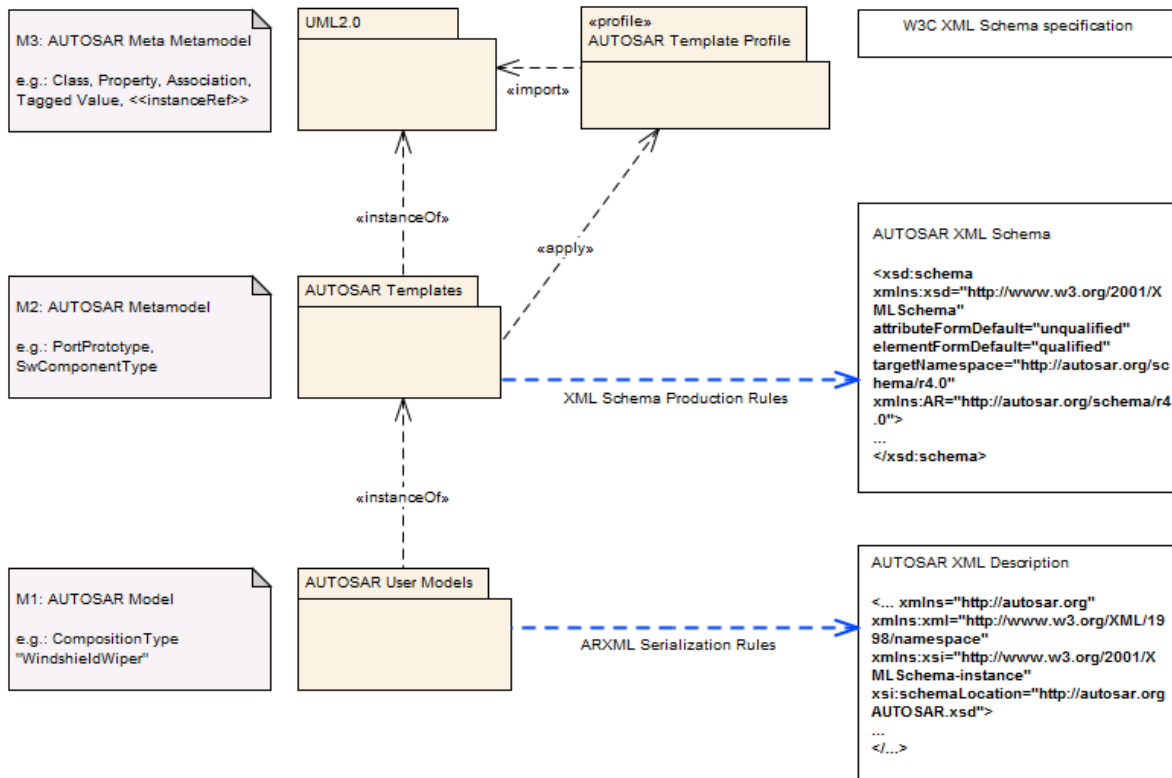 M3: AUTOSAR Meta Metamodel
e.g.: Class, Property, Association,
Tagged Value, <<instanceRef>>
UML2.0
«profile»
AUTOSAR Template Profile
W3C XML Schema specification
«import»
«instanceOf»
«apply»
M2: AUTOSAR Metamodel
e.g.: PortPrototype,
SwComponentType
AUTOSAR Templates
XML Schema Production Rules
AUTOSAR XML Schema
<xsd:schema
xmlns:xsd="http://www.w3.org/2001/X
MLSchema"
attributeFormDefault="unqualified"
elementFormDefault="qualified"
targetNamespace="http://autosar.org/sc
hema/r4.0"
xmlns:AR="http://autosar.org/schema/r4
.0">
...
</xsd:schema>
«instanceOf»
M1: AUTOSAR Model
e.g.: CompositionType
"WindshieldWiper"
AUTOSAR User Models
ARXML Serialization Rules
AUTOSAR XML Description
<... xmlns="http://autosar.org"
xmlns:xml="http://www.w3.org/XML/19
98/namespace"
xmlns:xsi="http://www.w3.org/2001/X
MLSchema-instance"
xsi:schemaLocation="http://autosar.org
AUTOSAR.xsd">
...
</...>